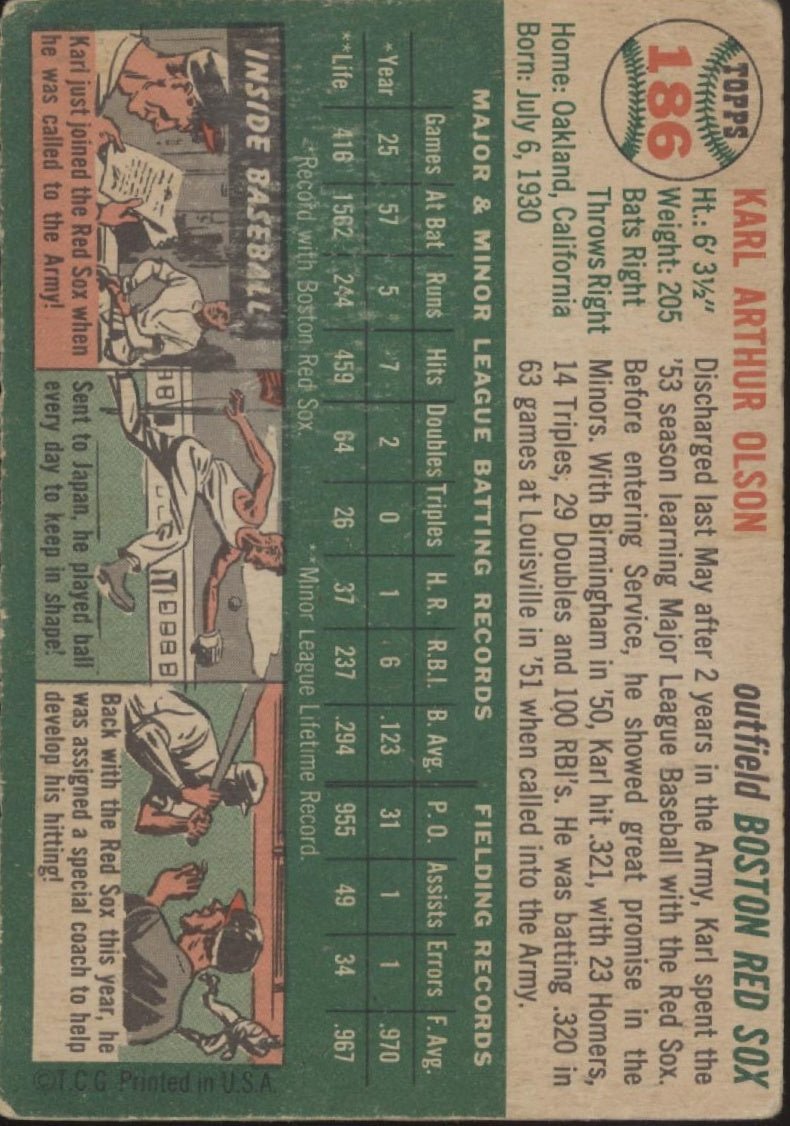 TOPPS
186
KARL ARTHUR OLSON
outfield BOSTON RED SOX
Ht.: 6' 3½"
Weight: 205
Bats Right
Throws Right
Home: Oakland, California
Born: July 6, 1930
Discharged last May after 2 years in the Army, Karl spent the
'53 season learning Major League Baseball with the Red Sox.
Before entering Service, he showed great promise in the
Minors. With Birmingham in '50, Karl hit .321, with 23 Homers,
14 Triples, 29 Doubles and 100 RBI's. He was batting .320 in
63 games at Louisville in '51 when called into the Army.
MAJOR & MINOR LEAGUE BATTING RECORDS FIELDING RECORDS
Games At Bat Runs Hits Doubles Triples H. R. R.B.I. B. Avg. P. O. Assists Errors F. Avg.
*Year 25 57 5 7 2 0 1 6 .123 31 1 1 .970
**Life 416 1562 244 459 64 26 37 237 .294 955 49 34 .967
*Record with Boston Red Sox. **Minor League Lifetime Record.
INSIDE BASEBALL
Karl just joined the Red Sox when
he was called to the Army!
Sent to Japan, he played ball
every day to keep in shape!
Back with the Red Sox this year, he
was assigned a special coach to help
develop his hitting!
©T.C.G. Printed in U.S.A.